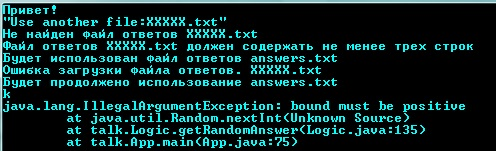 Привет!
"Use another file:XXXXX.txt"
Не найден файл ответов XXXXX.txt
Файл ответов XXXXX.txt должен содержать не менее трех строк
Будет использован файл ответов answers.txt
Ошибка загрузки файла ответов. XXXXX.txt
Будет продолжено использование answers.txt
k
java.lang.IllegalArgumentException: bound must be positive
at java.util.Random.nextInt(Unknown Source)
at talk.Logic.getRandomAnswer(Logic.java:135)
at talk.App.main(App.java:75)